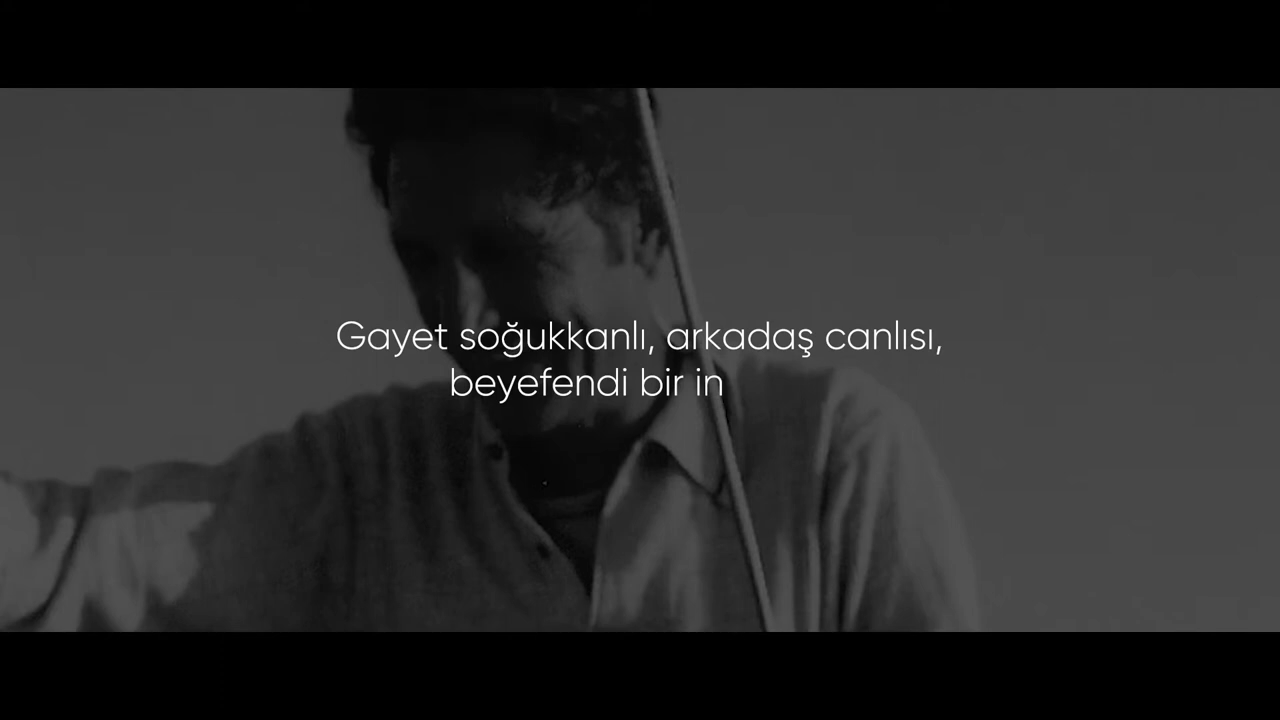 Gayet soğukkanlı, arkadaş canlısı,
beyefendi bir in